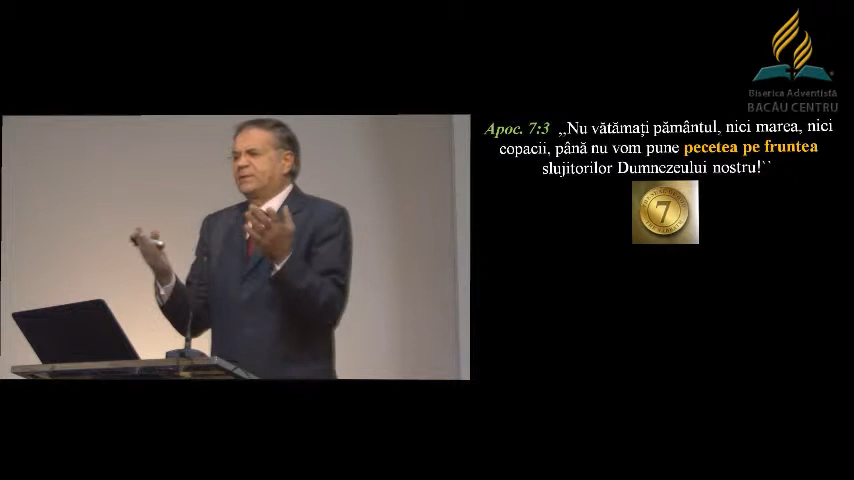 Biserica Adventistă
BACĂU CENTRU
Apoc. 7:3 ,,Nu vătămați pământul, nici marea, nici
copacii, până nu vom pune pecetea pe fruntea
slujitorilor Dumnezeului nostru!``
7